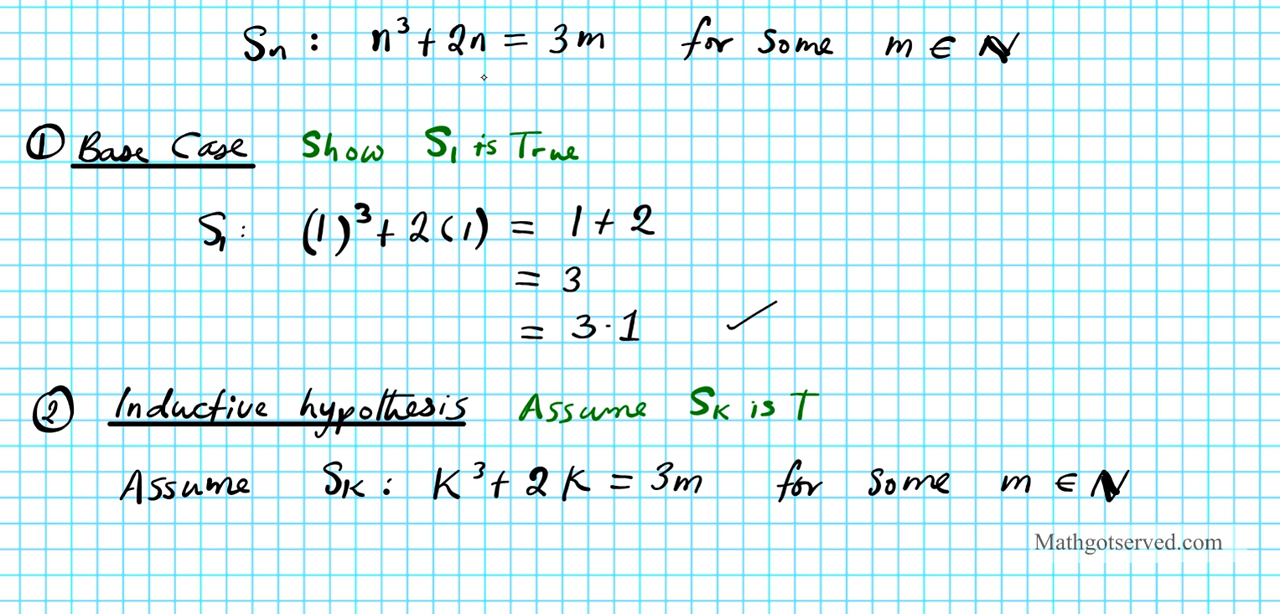 Sn : n³ + 2n = 3m for some m ∈ ℕ
① Base Case Show S₁ is True
S₁ : (1)³ + 2(1) = 1 + 2
= 3
= 3·1 ✓
② Inductive hypothesis Assume Sₖ is T
Assume Sₖ : K³ + 2K = 3m for some m ∈ ℕ
Mathgotserved.com